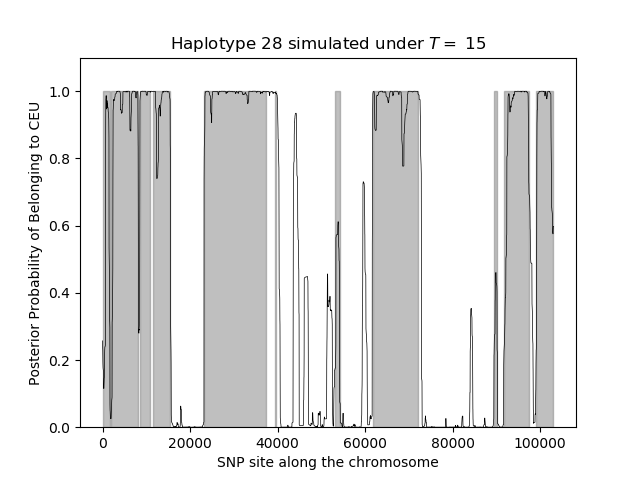 Haplotype 28 simulated under T = 15
Posterior Probability of Belonging to CEU
1.0
0.8
0.6
0.4
0.2
0.0
0 20000 40000 60000 80000 100000
SNP site along the chromosome